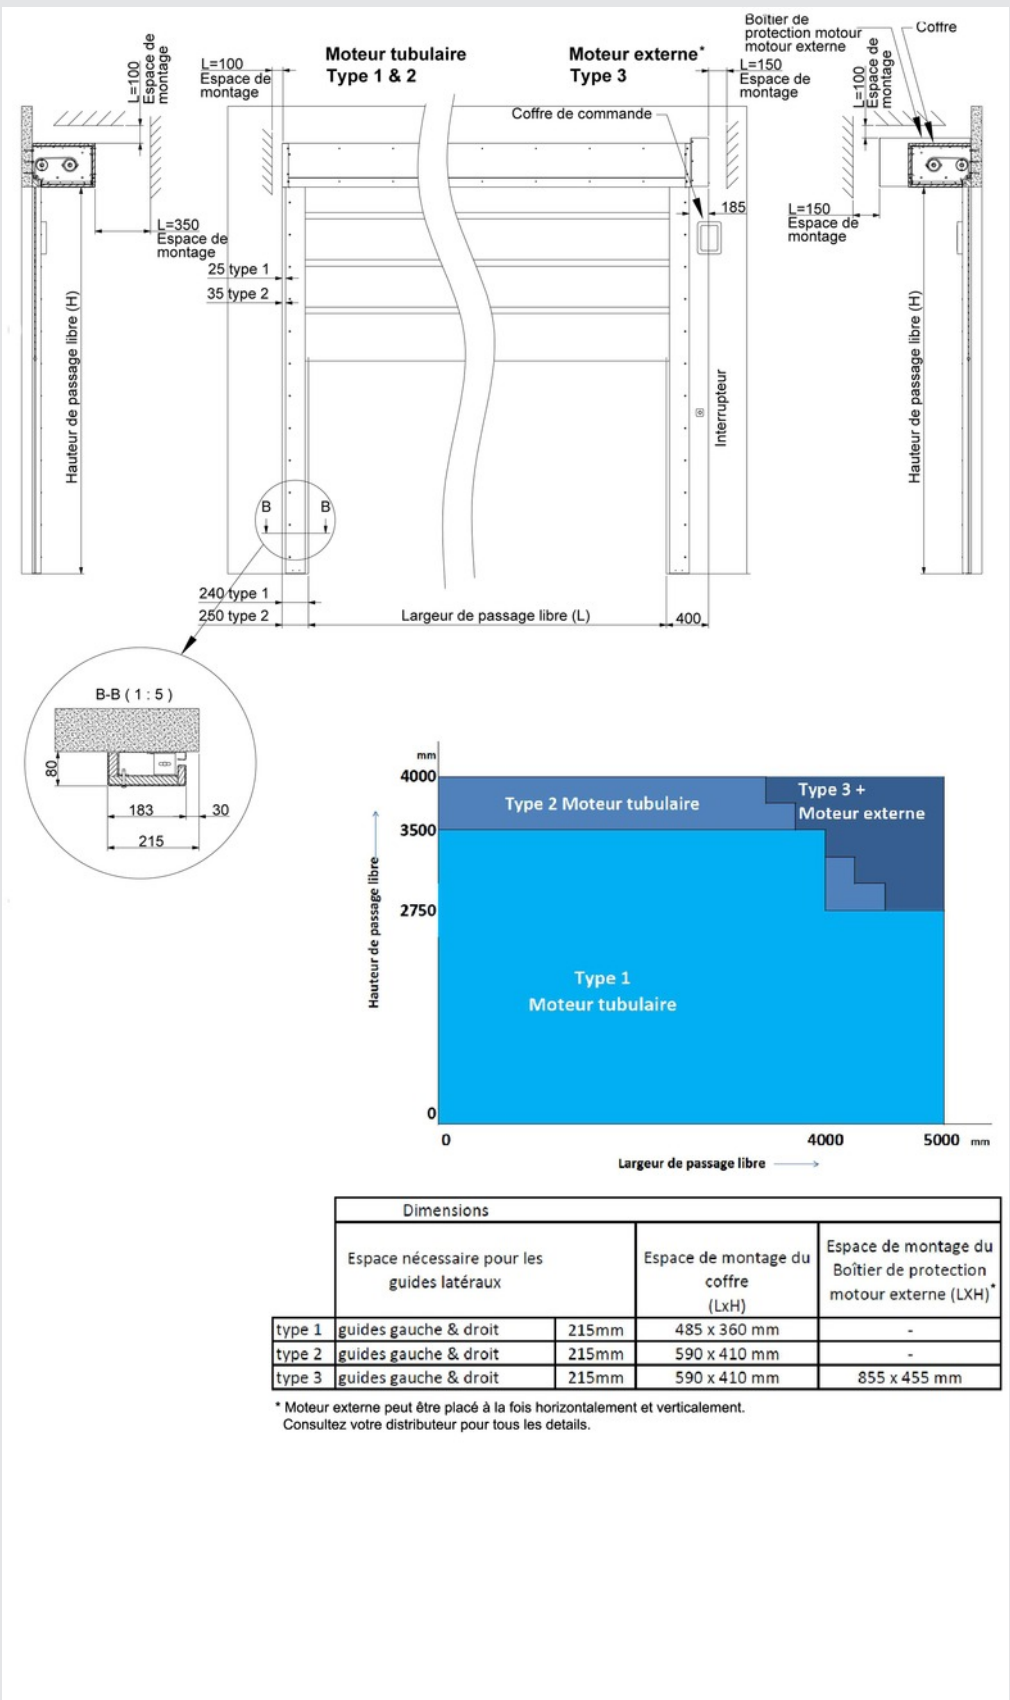 Moteur tubulaire
Type 1 & 2
Moteur externe*
Type 3
Boîtier de
protection motour
motour externe
Coffre
L=100
Espace de
montage
L=100
Espace de
montage
L=150
Espace de
montage
L=100
Espace de
montage
Coffre de commande
L=350
Espace de
montage
185
L=150
Espace de
montage
25 type 1
35 type 2
Hauteur de passage libre (H)
Interrupteur
Hauteur de passage libre (H)
B B
240 type 1
250 type 2
Largeur de passage libre (L)
400
B-B ( 1 : 5 )
80
183
30
215
mm
4000
3500
2750
0
Hauteur de passage libre
Type 2 Moteur tubulaire
Type 3 +
Moteur externe
Type 1
Moteur tubulaire
0 4000 5000 mm
Largeur de passage libre
Dimensions
Espace nécessaire pour les
guides latéraux
Espace de montage du
coffre
(LxH)
Espace de montage du
Boîtier de protection
motour externe (LXH)*
type 1 guides gauche & droit 215mm 485 x 360 mm -
type 2 guides gauche & droit 215mm 590 x 410 mm -
type 3 guides gauche & droit 215mm 590 x 410 mm 855 x 455 mm
* Moteur externe peut être placé à la fois horizontalement et verticalement.
Consultez votre distributeur pour tous les details.